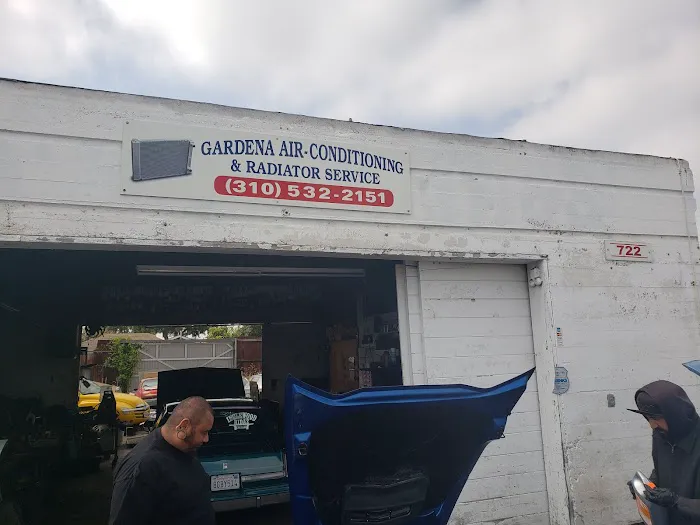 GARDENA AIR-CONDITIONING
& RADIATOR SERVICE
(310) 532-2151
722